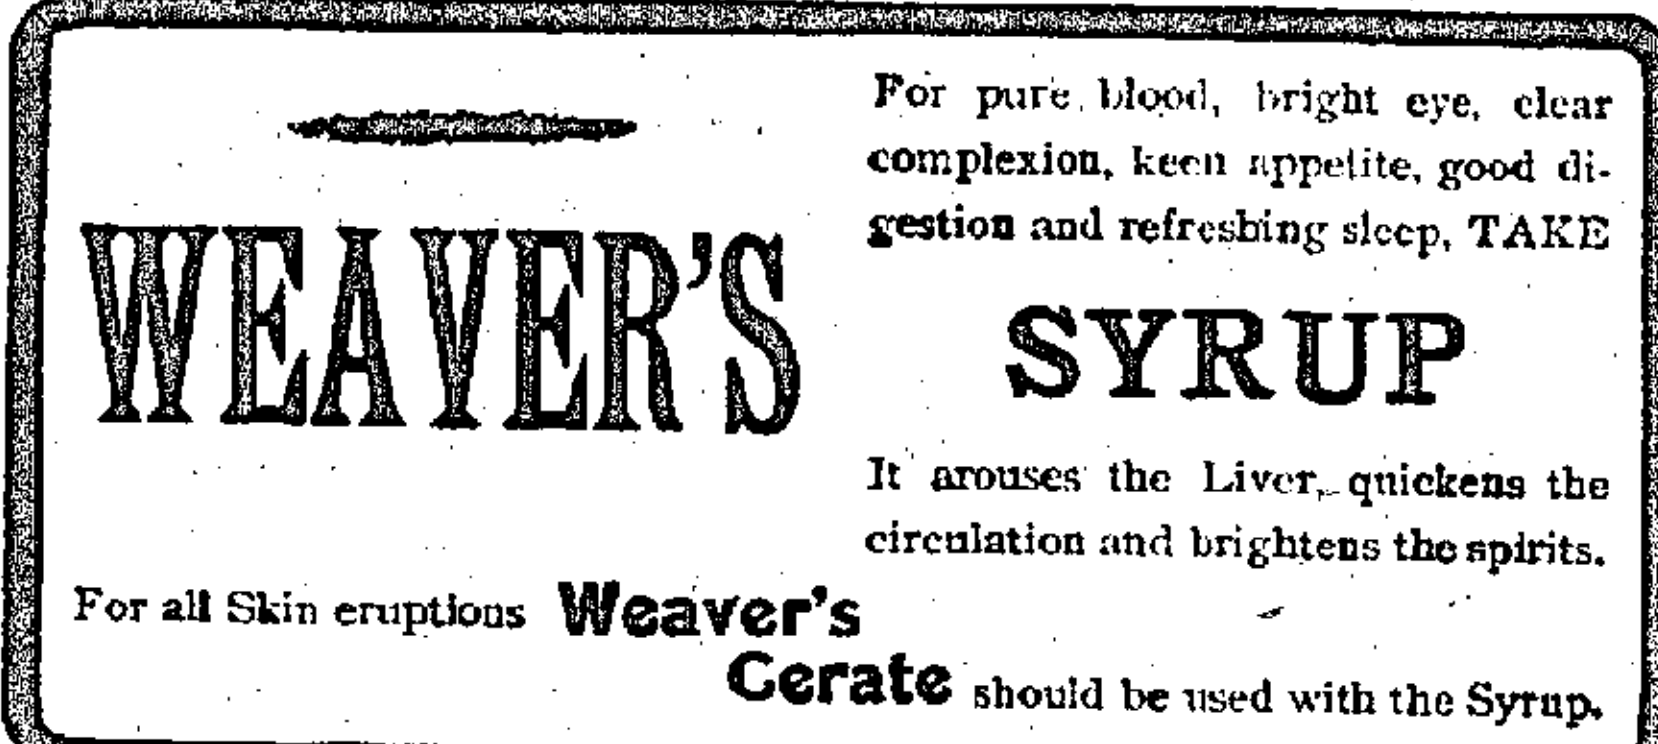 For pure blood, bright eye, clear
complexion, keen appetite, good di-
gestion and refreshing sleep, TAKE
WEAVER'S SYRUP
It arouses the Liver, quickens the
circulation and brightens the spirits.
For all Skin eruptions Weaver's
Cerate should be used with the Syrup.